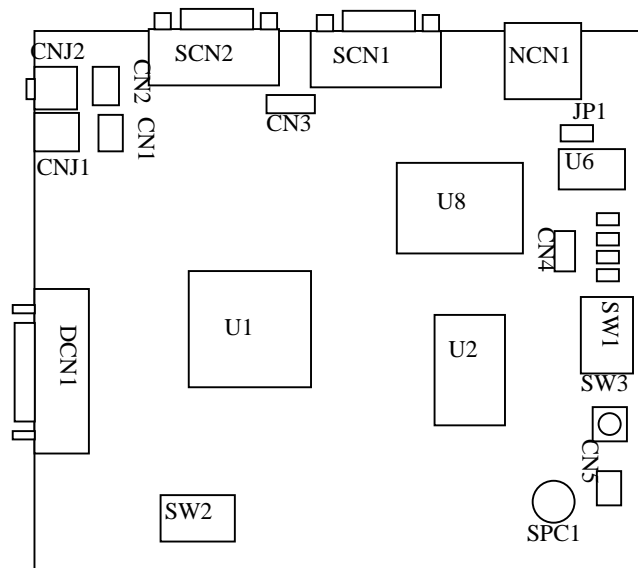 CNJ2
CN2
SCN2
SCN1
NCN1
CN3
JP1
CNJ1
CN1
U6
U8
CN4
U1
DCN1
U2
SW1
SW3
CN5
SW2
SPC1